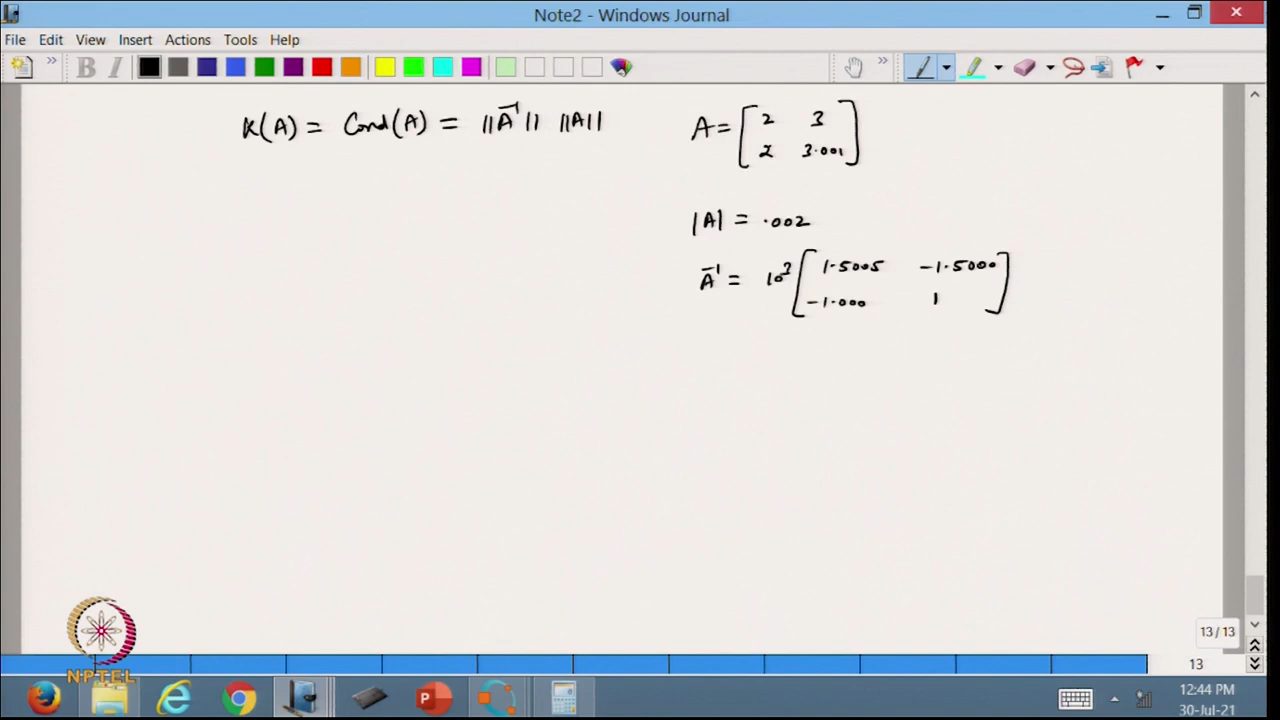 Note2 - Windows Journal
File Edit View Insert Actions Tools Help
K(A) = Cond(A) = ||A⁻¹|| ||A||
A = [ 2 3
2 3.001 ]
|A| = .002
A⁻¹ = 10³ [ 1.5005 -1.5000
-1.000 1 ]
13 / 13
13
NPTEL
12:44 PM
30-Jul-21